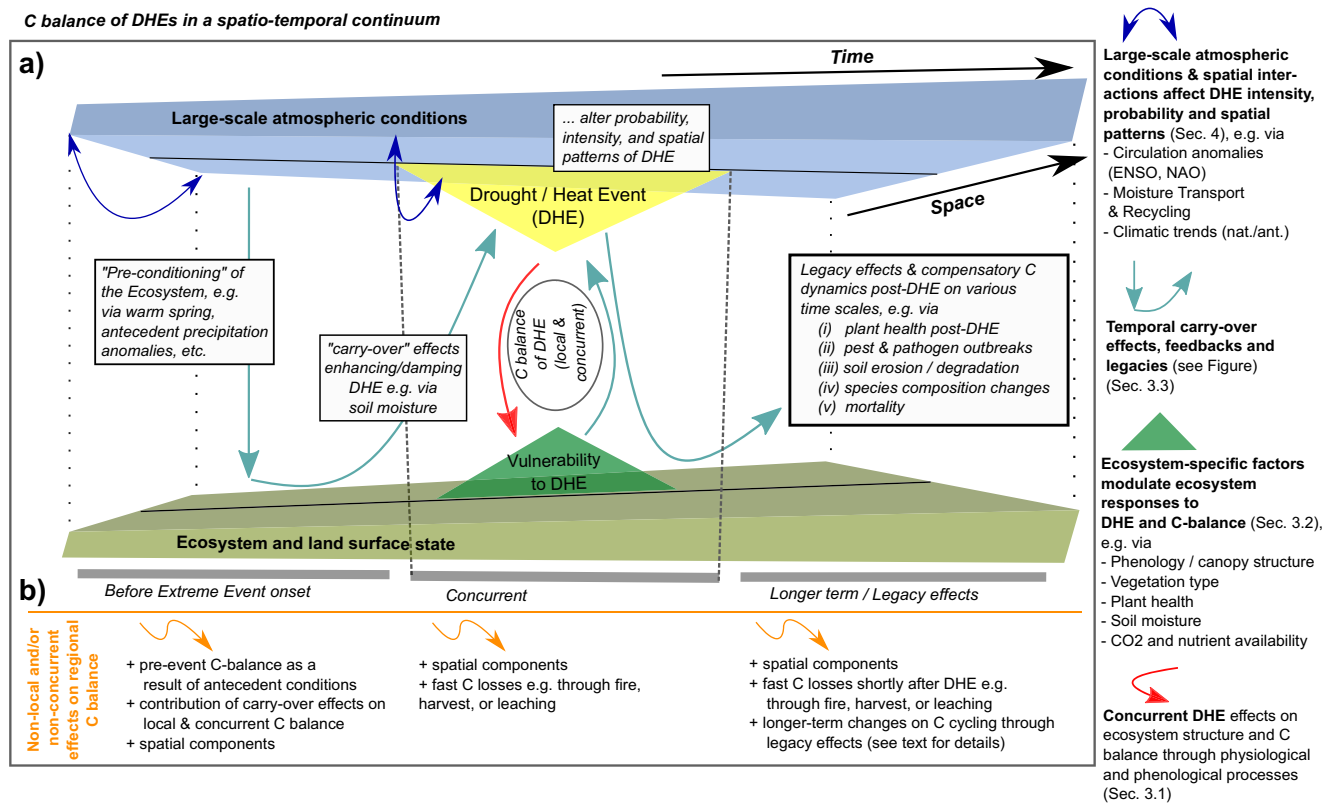 C balance of DHEs in a spatio-temporal continuum
a)
Time
Large-scale atmospheric conditions
... alter probability,
intensity, and spatial
patterns of DHE
Drought / Heat Event
(DHE)
Space
"Pre-conditioning" of
the Ecosystem, e.g.
via warm spring,
antecedent precipitation
anomalies, etc.
"carry-over" effects
enhancing/damping
DHE e.g. via
soil moisture
C balance
of DHE
(local &
concurrent)
Legacy effects & compensatory C
dynamics post-DHE on various
time scales, e.g. via
(i) plant health post-DHE
(ii) pest & pathogen outbreaks
(iii) soil erosion / degradation
(iv) species composition changes
(v) mortality
Vulnerability
to DHE
Ecosystem and land surface state
Before Extreme Event onset
Concurrent
Longer term / Legacy effects
b)
Non-local and/or
non-concurrent
effects on regional
C balance
+ pre-event C-balance as a
result of antecedent conditions
+ contribution of carry-over effects on
local & concurrent C balance
+ spatial components
+ spatial components
+ fast C losses e.g. through fire,
harvest, or leaching
+ spatial components
+ fast C losses shortly after DHE e.g.
through fire, harvest, or leaching
+ longer-term changes on C cycling through
legacy effects (see text for details)
Large-scale atmospheric
conditions & spatial inter-
actions affect DHE intensity,
probability and spatial
patterns (Sec. 4), e.g. via
- Circulation anomalies
(ENSO, NAO)
- Moisture Transport
& Recycling
- Climatic trends (nat./ant.)
Temporal carry-over
effects, feedbacks and
legacies (see Figure)
(Sec. 3.3)
Ecosystem-specific factors
modulate ecosystem
responses to
DHE and C-balance (Sec. 3.2),
e.g. via
- Phenology / canopy structure
- Vegetation type
- Plant health
- Soil moisture
- CO2 and nutrient availability
Concurrent DHE effects on
ecosystem structure and C
balance through physiological
and phenological processes
(Sec. 3.1)